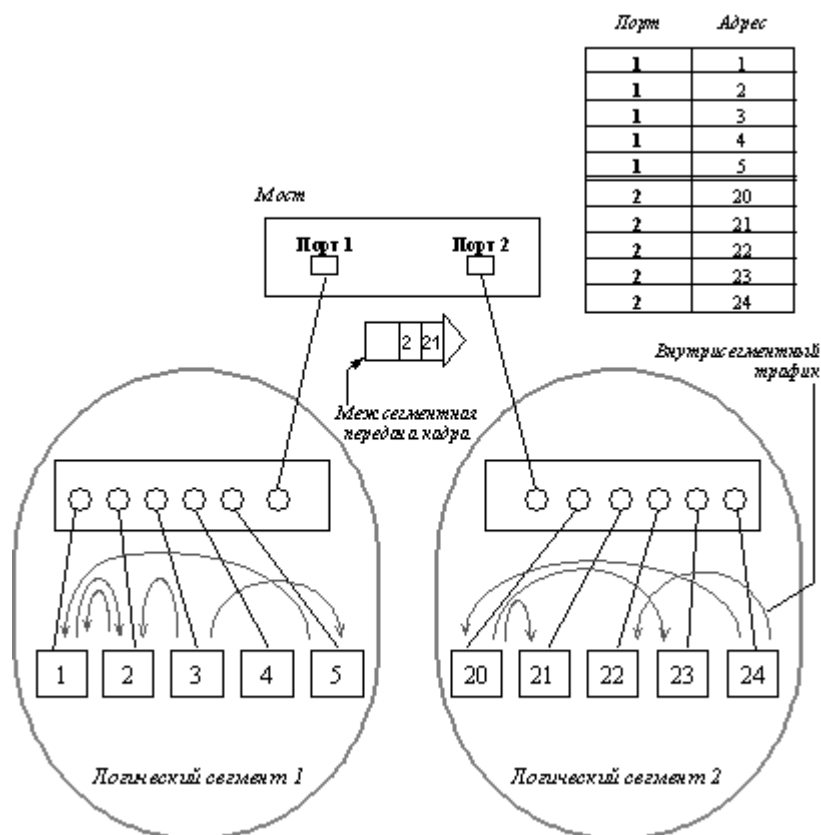 Порт Адрес
1 1
1 2
1 3
1 4
1 5
2 20
2 21
2 22
2 23
2 24
Мост
Порт 1 Порт 2
2 21
Внутрисегментный
трафик
Межсегментная
передача кадра
1 2 3 4 5
20 21 22 23 24
Логический сегмент 1
Логический сегмент 2